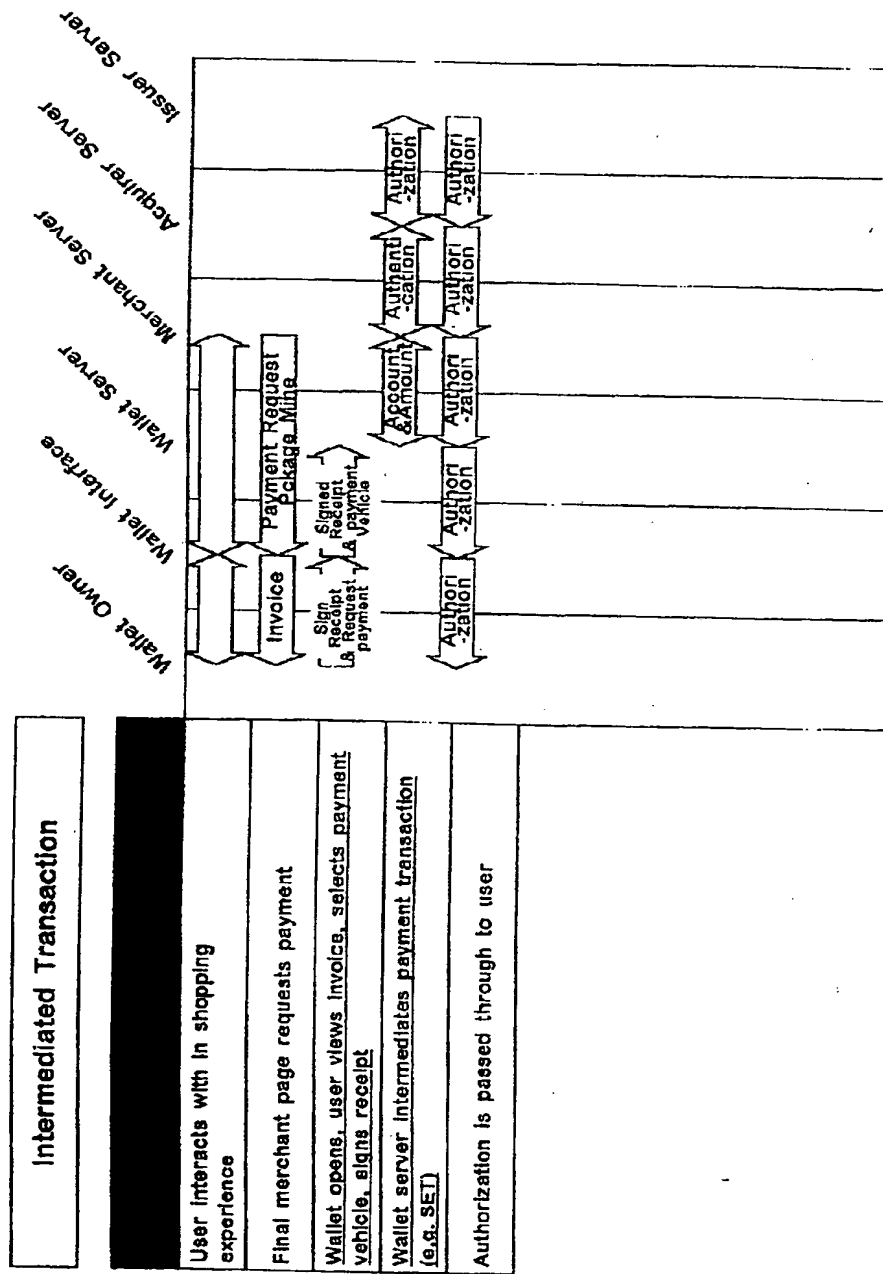 Intermediated Transaction
Wallet Owner
Wallet Interface
Wallet Server
Merchant Server
Acquirer Server
Issuer Server
User interacts with in shopping
experience
Final merchant page requests payment
Invoice
Payment Request
Pckage Mine
Wallet opens, user views invoice, selects payment
vehicle, signs receipt
Sign
Receipt
& Request
payment
Signed
Receipt
& payment
Vehicle
Wallet server intermediates payment transaction
(e.g. SET)
Account
&Amount
Authenti
-cation
Authori
-zation
Authorization is passed through to user
Authori
-zation
Authori
-zation
Authori
-zation
Authori
-zation
Authori
-zation